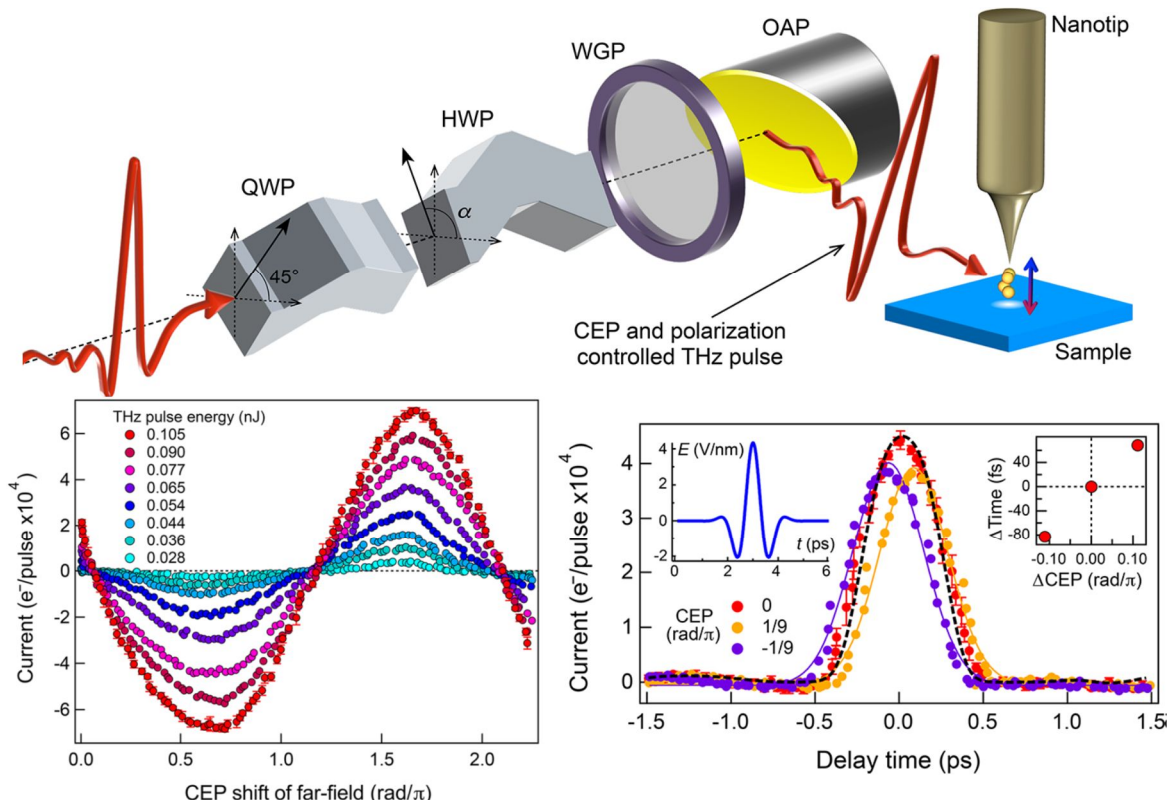 OAP
Nanotip
WGP
HWP
QWP
α
45°
CEP and polarization
controlled THz pulse
Sample
THz pulse energy (nJ)
0.105
0.090
0.077
0.065
0.054
0.044
0.036
0.028
6
4
2
0
-2
-4
-6
Current (e⁻/pulse x10⁴)
0.0 0.5 1.0 1.5 2.0
CEP shift of far-field (rad/π)
4
3
2
1
0
Current (e⁻/pulse x10⁴)
E (V/nm)
4
2
0
-2
0 2 4 6
t (ps)
CEP
(rad/π)
0
1/9
-1/9
40
0
-40
-80
Δ Time (fs)
-0.10 0.00 0.10
ΔCEP (rad/π)
-1.5 -1.0 -0.5 0.0 0.5 1.0 1.5
Delay time (ps)